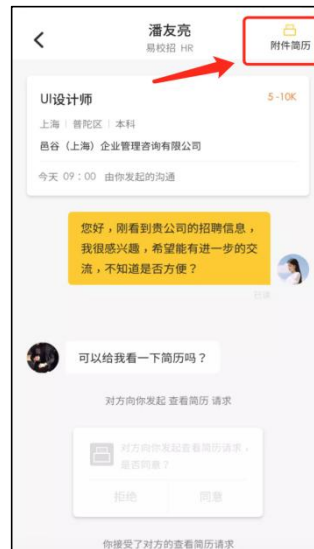 潘友亮
易校招 HR
附件简历
UI设计师
5-10K
上海 | 普陀区 | 本科
邑谷（上海）企业管理咨询有限公司
今天 09：00 由你发起的沟通
您好，刚看到贵公司的招聘信息，
我很感兴趣，希望能有进一步的交
流，不知道是否方便？
已读
可以给我看一下简历吗？
对方向你发起 查看简历 请求
对方向你发起查看简历请求，
是否同意？
拒绝
同意
你接受了对方的查看简历请求